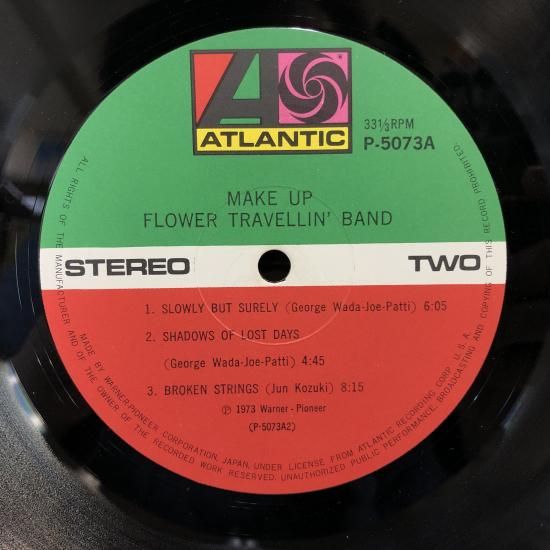 ATLANTIC
33 1/3 RPM
P-5073A
MAKE UP
FLOWER TRAVELLIN' BAND
STEREO
TWO
1. SLOWLY BUT SURELY (George Wada-Joe-Patti) 6:05
2. SHADOWS OF LOST DAYS
(George Wada-Joe-Patti) 4:45
3. BROKEN STRINGS (Jun Kozuki) 8:15
℗ 1973 Warner - Pioneer
(P-5073A2)
ALL RIGHTS OF THE MANUFACTURER AND OF THE OWNER OF THE RECORDED WORK RESERVED. UNAUTHORIZED PUBLIC PERFORMANCE, BROADCASTING AND COPYING OF THIS RECORD PROHIBITED.
MADE BY WARNER-PIONEER CORPORATION, JAPAN, UNDER LICENSE FROM ATLANTIC RECORDING CORP. U.S.A.